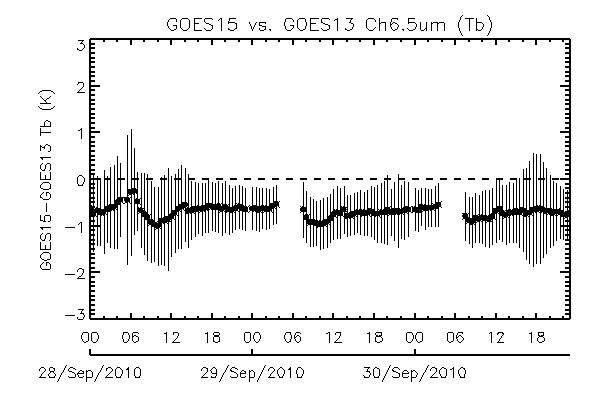 GOES15 vs. GOES13 Ch6.5um (Tb)
GOES15-GOES13 Tb (K)
3
2
1
0
-1
-2
-3
00 06 12 18 00 06 12 18 00 06 12 18
28/Sep/2010 29/Sep/2010 30/Sep/2010